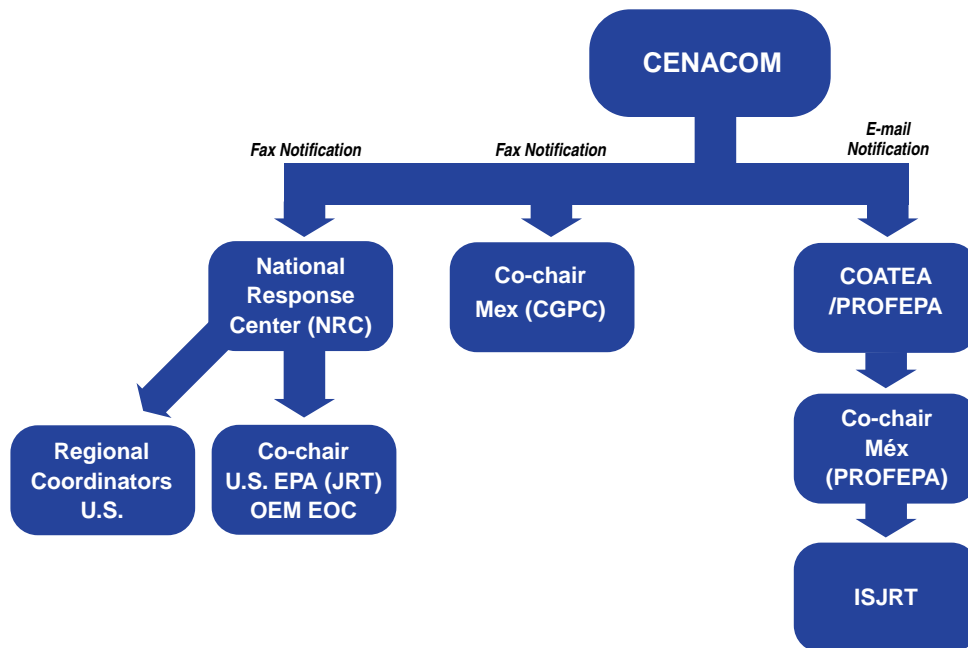 CENACOM
Fax Notification
Fax Notification
E-mail
Notification
National
Response
Center (NRC)
Co-chair
Mex (CGPC)
COATEA
/PROFEPA
Regional
Coordinators
U.S.
Co-chair
U.S. EPA (JRT)
OEM EOC
Co-chair
Méx
(PROFEPA)
ISJRT